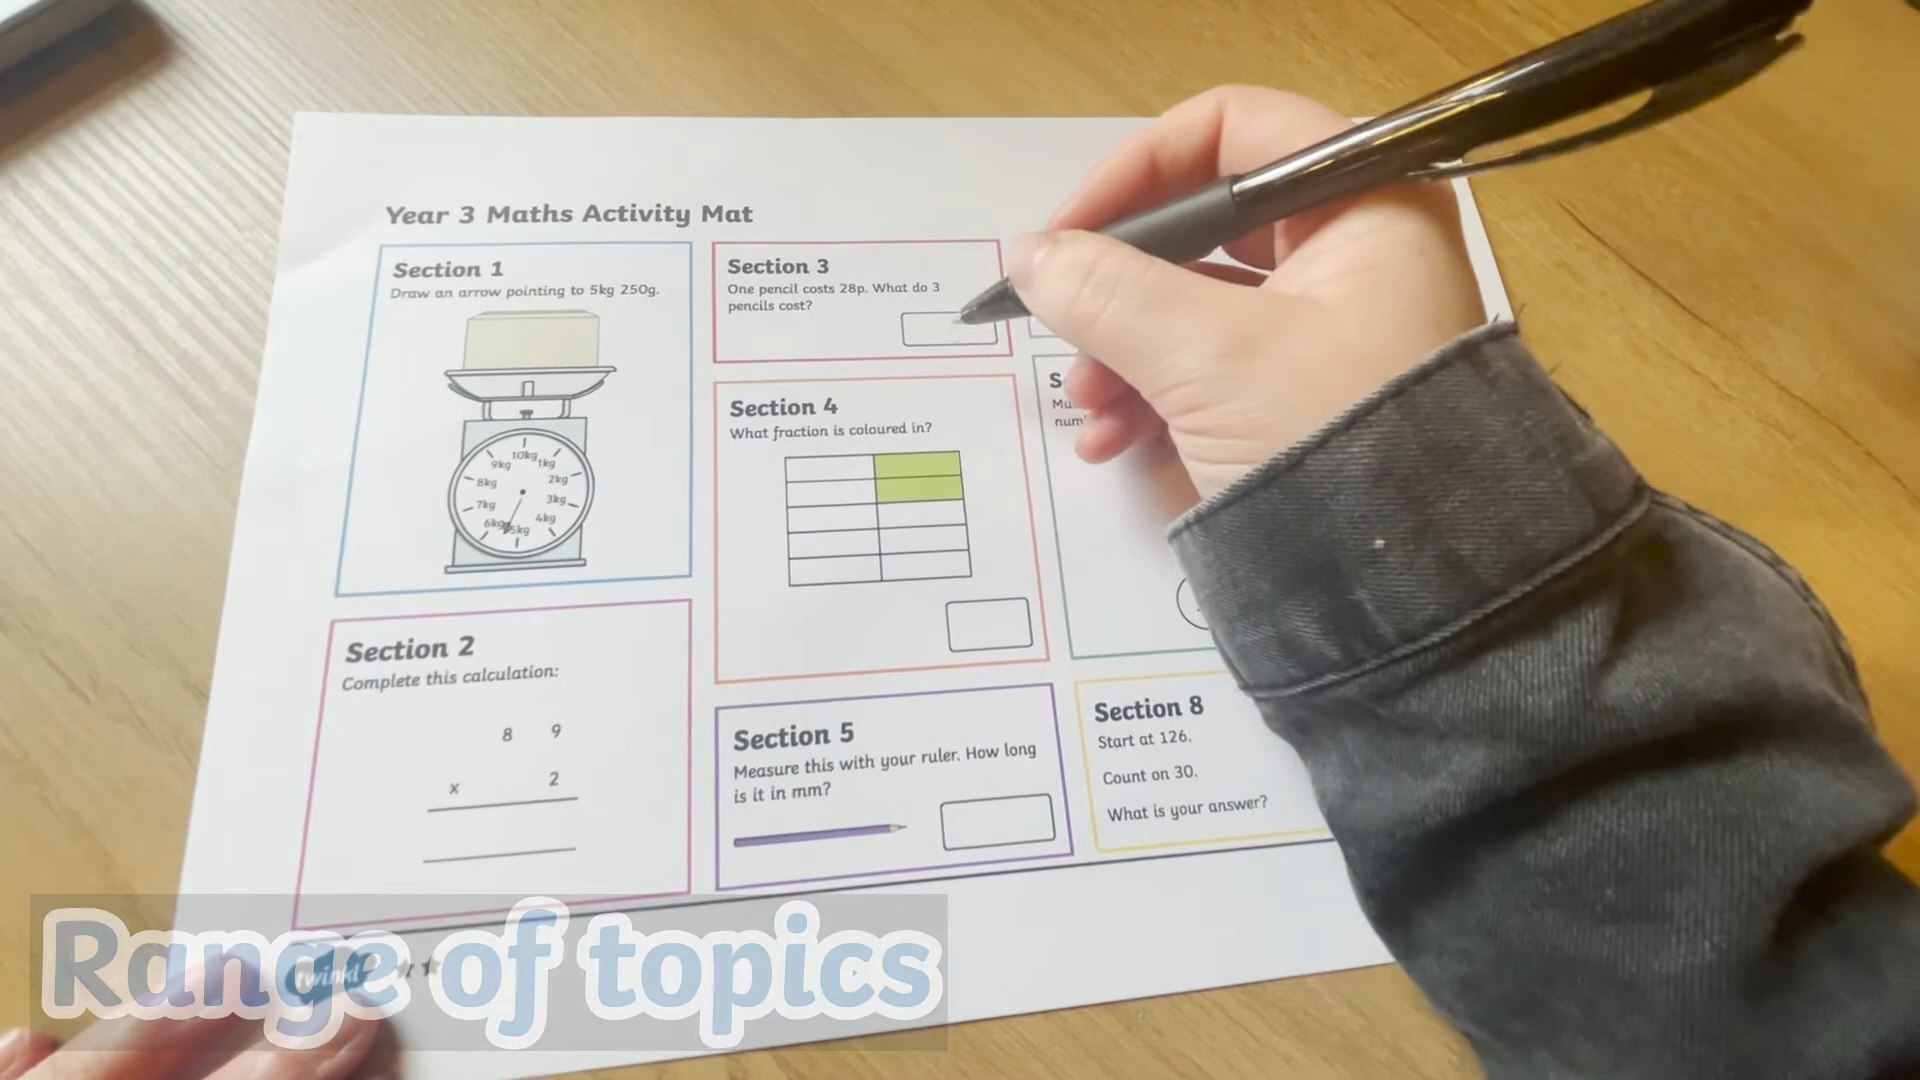 Year 3 Maths Activity Mat
Section 1
Draw an arrow pointing to 5kg 250g.
10kg
9kg
1kg
8kg
2kg
7kg
3kg
6kg
4kg
5kg
Section 2
Complete this calculation:
8 9
x 2
Section 3
One pencil costs 28p. What do 3
pencils cost?
Section 4
What fraction is coloured in?
Section 5
Measure this with your ruler. How long
is it in mm?
Section 8
Start at 126.
Count on 30.
What is your answer?
twinkl
Range of topics